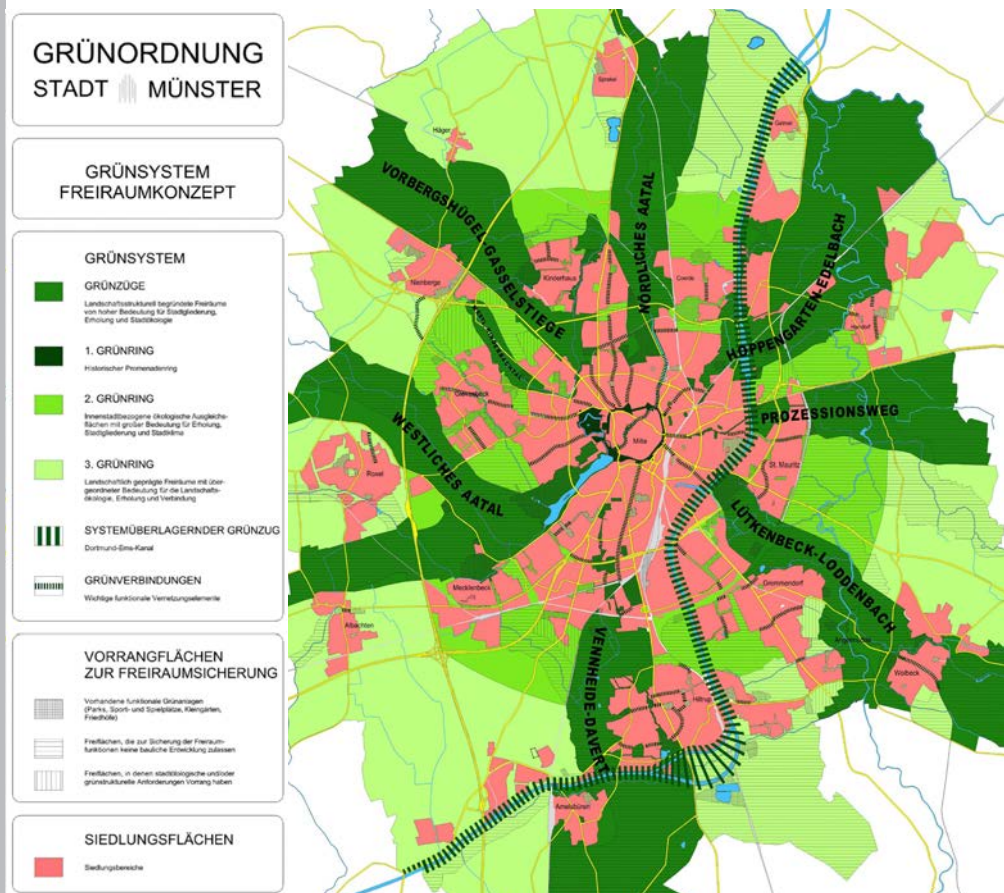 GRÜNORDNUNG
STADT MÜNSTER
GRÜNSYSTEM
FREIRAUMKONZEPT
GRÜNSYSTEM
GRÜNZÜGE
Landschaftsstrukturell begründete Freiräume
von hoher Bedeutung für Stadtgliederung,
Erholung und Stadtökologie
1. GRÜNRING
Historischer Promenadenring
2. GRÜNRING
Innenstadtbezogene ökologische Ausgleichs-
flächen mit großer Bedeutung für Erholung,
Stadtgliederung und Stadtklima
3. GRÜNRING
Landschaftlich geprägte Freiräume mit über-
geordneter Bedeutung für die Landschafts-
ökologie, Erholung und Verbindung
SYSTEMÜBERLAGERNDER GRÜNZUG
Dortmund-Ems-Kanal
GRÜNVERBINDUNGEN
Wichtige funktionale Vernetzungselemente
VORRANGFLÄCHEN
ZUR FREIRAUMSICHERUNG
Vorhandene funktionale Grünanlagen
(Parks, Sport- und Spielplätze, Kleingärten,
Friedhöfe)
Freiflächen, die zur Sicherung der Freiraum-
funktionen keine bauliche Entwicklung zulassen
Freiflächen, in denen stadtökologische und/oder
grünstrukturelle Anforderungen Vorrang haben
SIEDLUNGSFLÄCHEN
Siedlungsbereiche
Sprakel
Häger
Gelmer
VORBERGSHÜGEL-GASSELSTIEGE
NÖRDLICHES AATAL
HOPPENGARTEN-EDELBACH
Nienberge
Kinderhaus
Coerde
Handorf
Gievenbeck
PROZESSIONSWEG
Mitte
St. Mauritz
Roxel
WESTLICHES AATAL
LÜTKENBECK-LODDENBACH
Mecklenbeck
Gremmendorf
Albachten
Angelmodde
Wolbeck
VENNHEIDE-DAVERT
Hiltrup
Amelsbüren